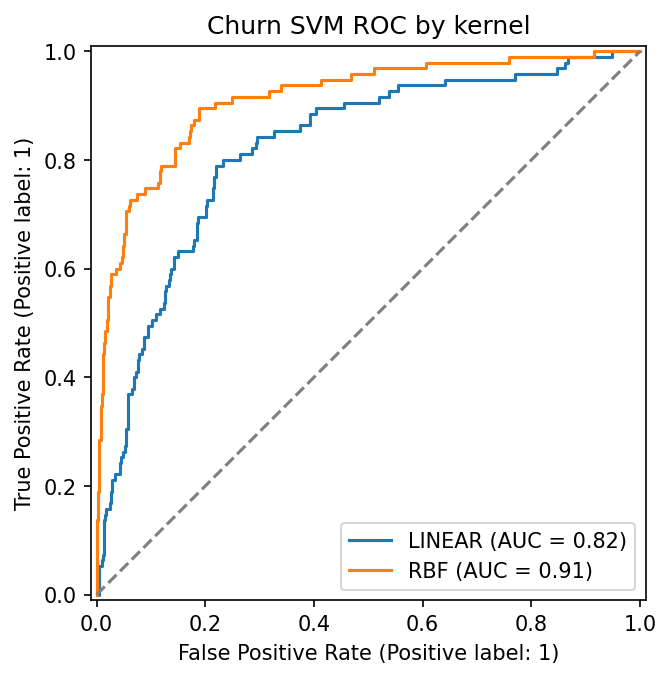 Churn SVM ROC by kernel
True Positive Rate (Positive label: 1)
1.0
0.8
0.6
0.4
0.2
0.0
LINEAR (AUC = 0.82)
RBF (AUC = 0.91)
0.0 0.2 0.4 0.6 0.8 1.0
False Positive Rate (Positive label: 1)